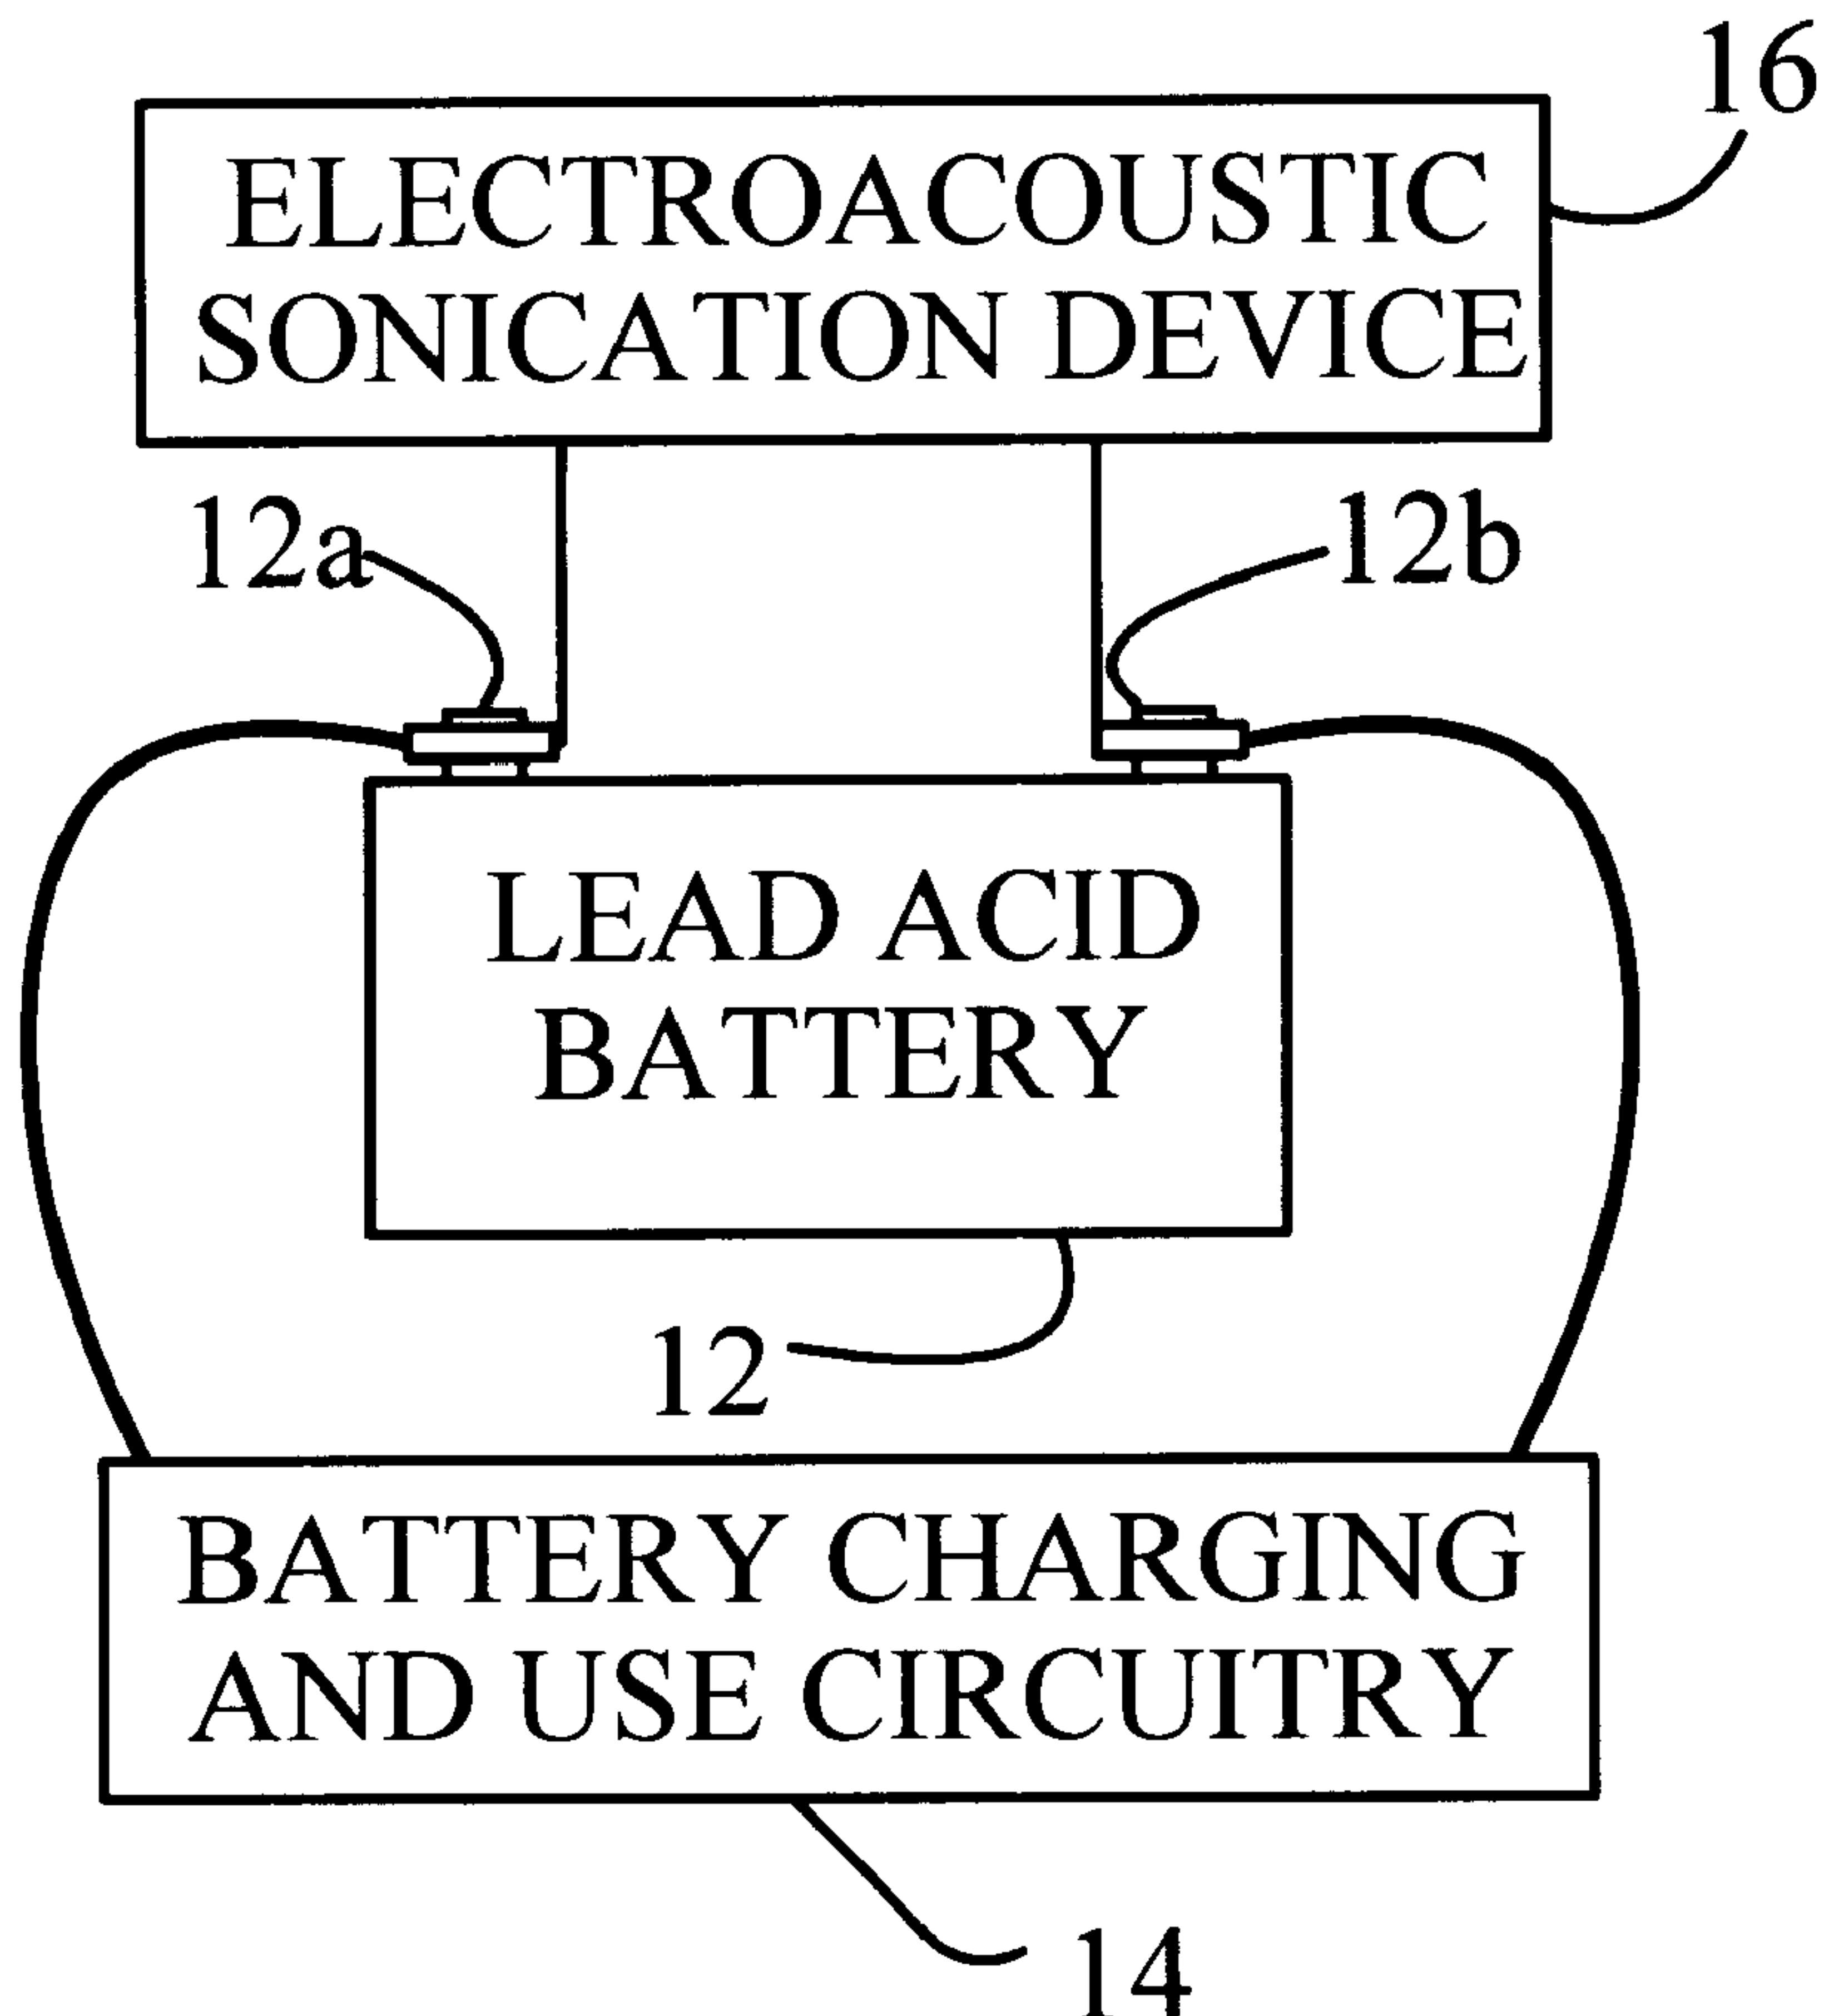 16
ELECTROACOUSTIC
SONICATION DEVICE
12a
12b
LEAD ACID
BATTERY
12
BATTERY CHARGING
AND USE CIRCUITRY
14